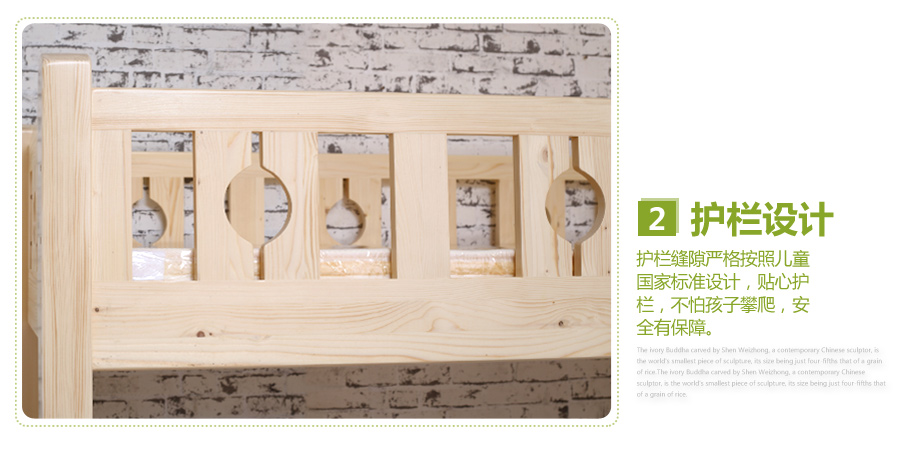 2 护栏设计
护栏缝隙严格按照儿童
国家标准设计，贴心护
栏，不怕孩子攀爬，安
全有保障。
The Ivory Buddha carved by Shen Weizhong, a contemporary Chinese sculptor, is
the world's smallest piece of sculpture, its size being just four-fifths that of a grain
of rice.The Ivory Buddha carved by Shen Weizhong, a contemporary Chinese
sculptor, is the world's smallest piece of sculpture, its size being just four-fifths that
of a grain of rice.